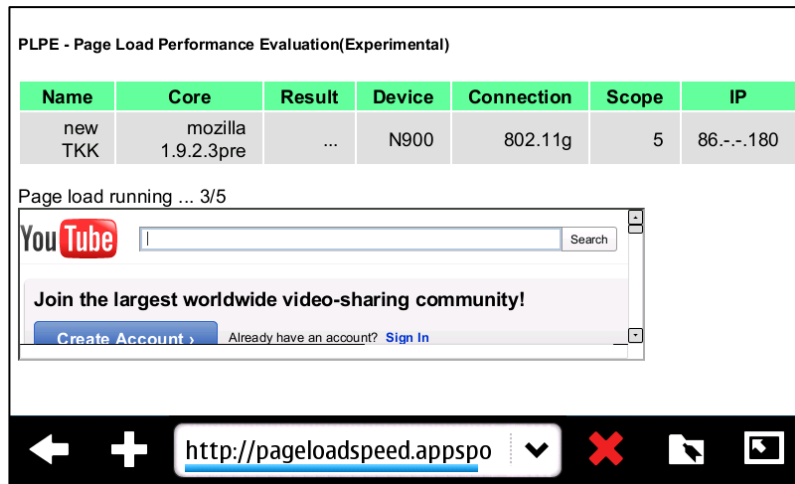 PLPE - Page Load Performance Evaluation(Experimental)
Name Core Result Device Connection Scope IP
new TKK mozilla 1.9.2.3pre ... N900 802.11g 5 86.-.-.180
Page load running ... 3/5
YouTube Search
Join the largest worldwide video-sharing community!
Create Account › Already have an account? Sign In
http://pageloadspeed.appspo